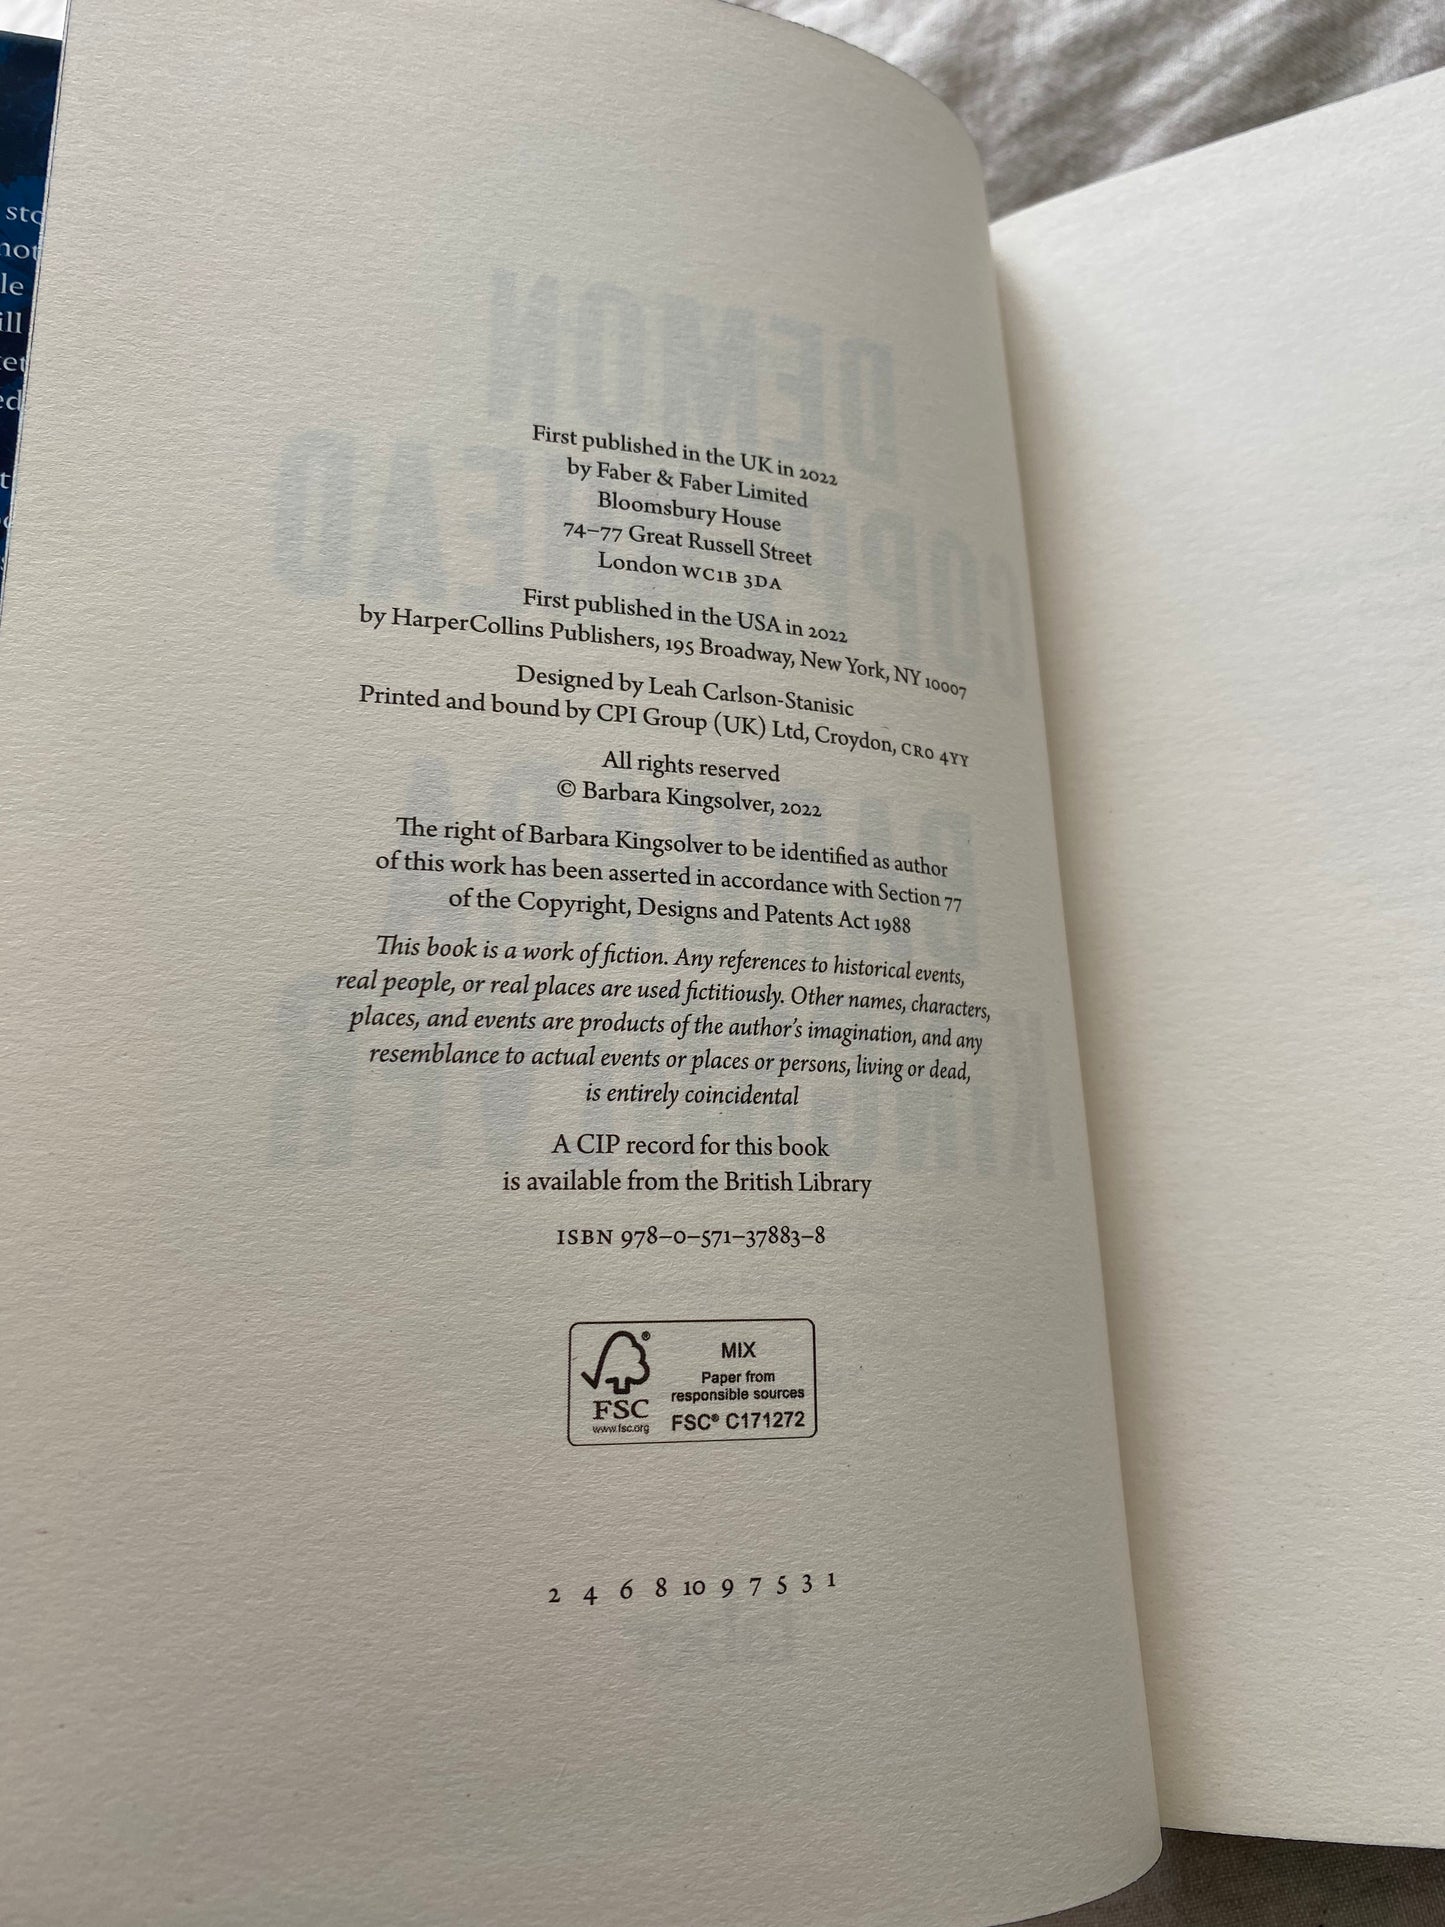 First published in the UK in 2022
by Faber & Faber Limited
Bloomsbury House
74–77 Great Russell Street
London WC1B 3DA
First published in the USA in 2022
by HarperCollins Publishers, 195 Broadway, New York, NY 10007
Designed by Leah Carlson-Stanisic
Printed and bound by CPI Group (UK) Ltd, Croydon, CR0 4YY
All rights reserved
© Barbara Kingsolver, 2022
The right of Barbara Kingsolver to be identified as author
of this work has been asserted in accordance with Section 77
of the Copyright, Designs and Patents Act 1988
This book is a work of fiction. Any references to historical events,
real people, or real places are used fictitiously. Other names, characters,
places, and events are products of the author's imagination, and any
resemblance to actual events or places or persons, living or dead,
is entirely coincidental
A CIP record for this book
is available from the British Library
ISBN 978–0–571–37883–8
FSC
www.fsc.org
MIX
Paper from
responsible sources
FSC® C171272
2 4 6 8 10 9 7 5 3 1